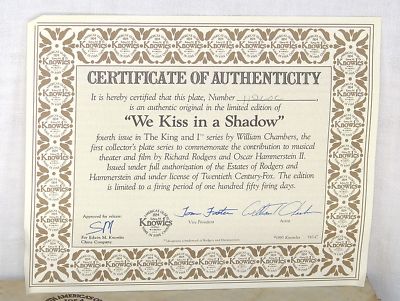 CERTIFICATE OF AUTHENTICITY
It is hereby certified that this plate, Number
is an authentic original in the limited edition of
"We Kiss in a Shadow"
fourth issue in The King and I™ series by William Chambers, the
first collector's plate series to commemorate the contribution to musical
theater and film by Richard Rodgers and Oscar Hammerstein II.
Issued under full authorization of the Estates of Rodgers and
Hammerstein and under license of Twentieth Century-Fox. The edition
is limited to a firing period of one hundred fifty firing days.
Approved for release:
For Edwin M. Knowles
China Company
Vice President
Artist
Knowles